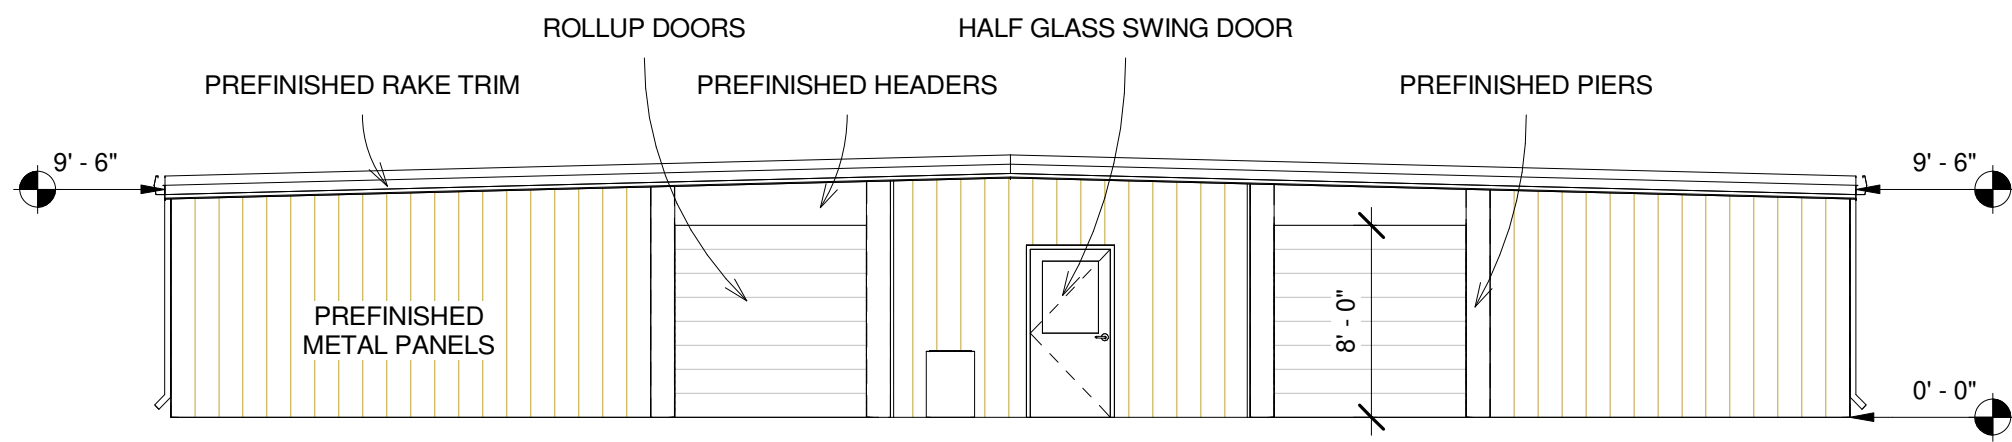 ROLLUP DOORS
HALF GLASS SWING DOOR
PREFINISHED RAKE TRIM
PREFINISHED HEADERS
PREFINISHED PIERS
9' - 6"
9' - 6"
PREFINISHED
METAL PANELS
8' - 0"
0' - 0"